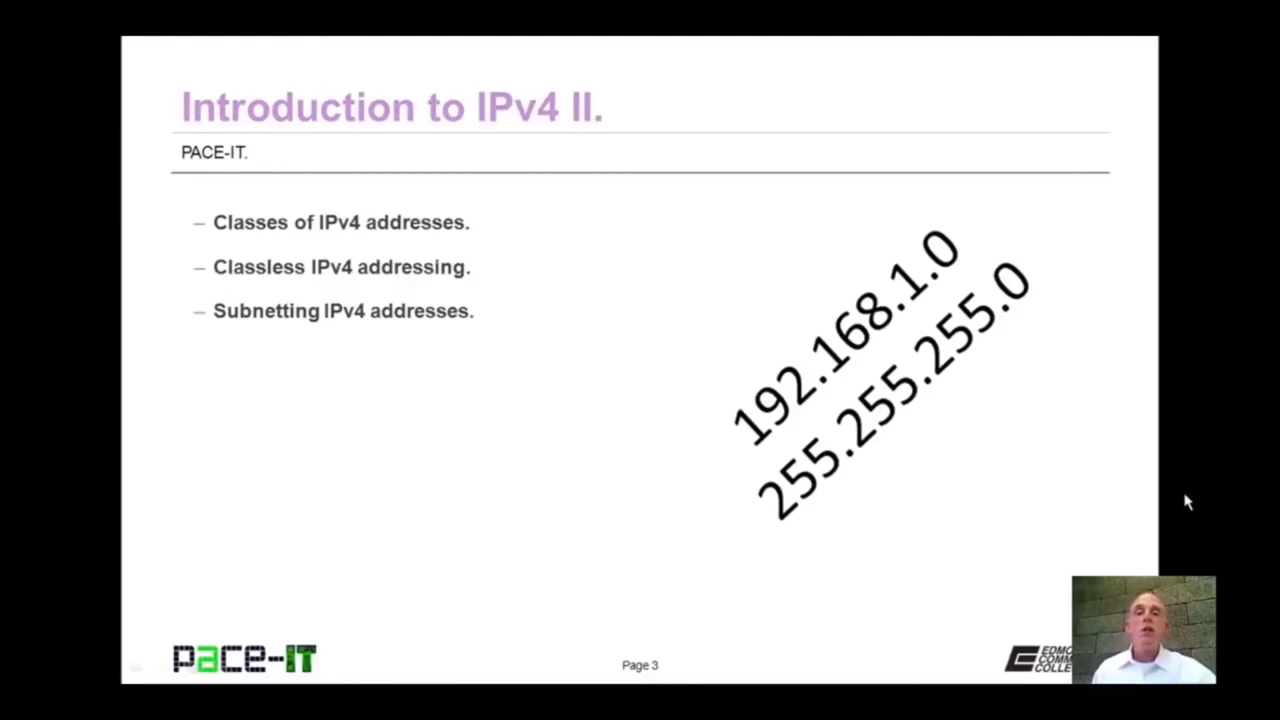 Introduction to IPv4 II.
PACE-IT.
– Classes of IPv4 addresses.
– Classless IPv4 addressing.
– Subnetting IPv4 addresses.
192.168.1.0
255.255.255.0
pace-IT
Page 3